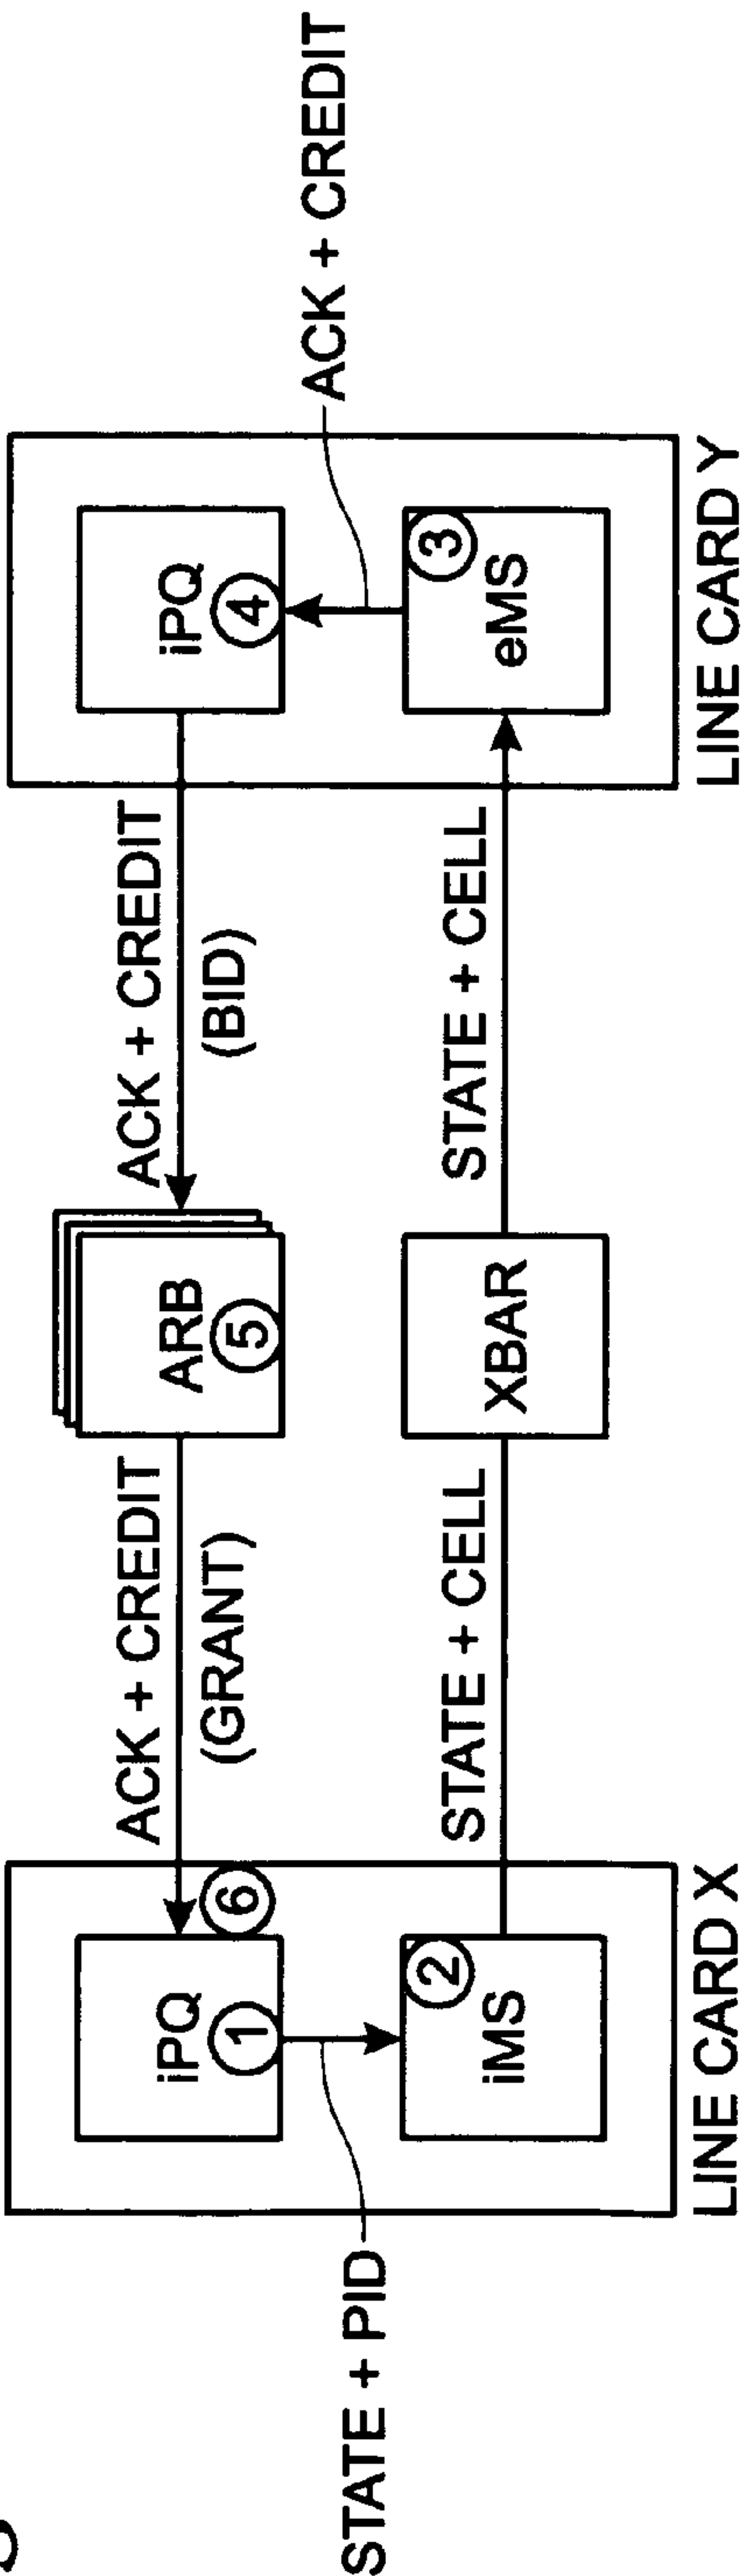 ACK + CREDIT
(GRANT)
ACK + CREDIT
(BID)
iPQ
1
6
ARB
5
iPQ
4
ACK + CREDIT
STATE + PID
iMS
2
STATE + CELL
XBAR
STATE + CELL
eMS
3
LINE CARD X
LINE CARD Y